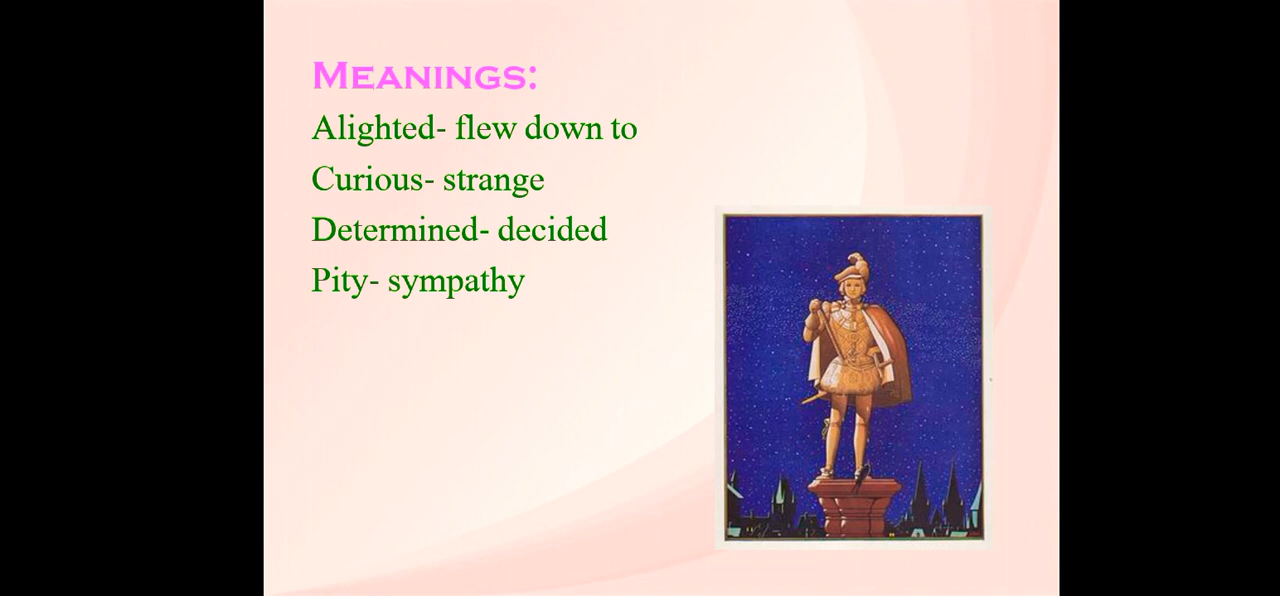 MEANINGS:
Alighted- flew down to
Curious- strange
Determined- decided
Pity- sympathy